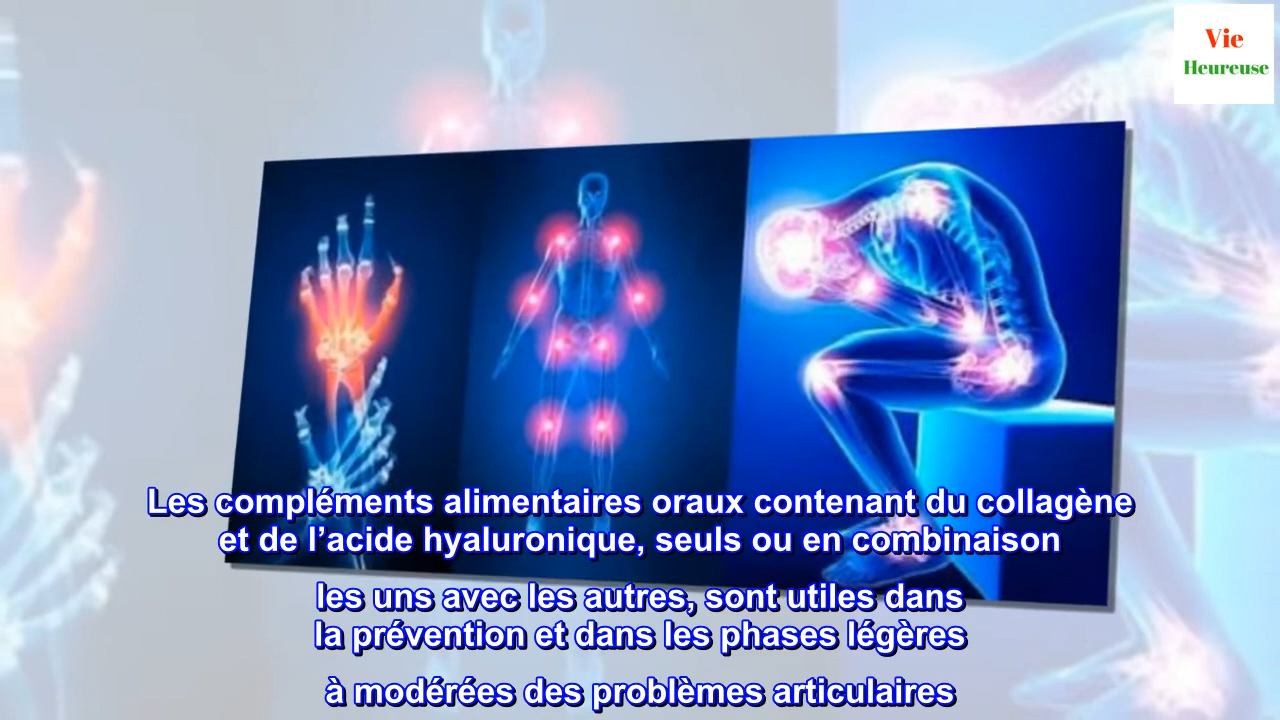 Vie
Heureuse
Les compléments alimentaires oraux contenant du collagène
et de l’acide hyaluronique, seuls ou en combinaison
les uns avec les autres, sont utiles dans
la prévention et dans les phases légères
à modérées des problèmes articulaires